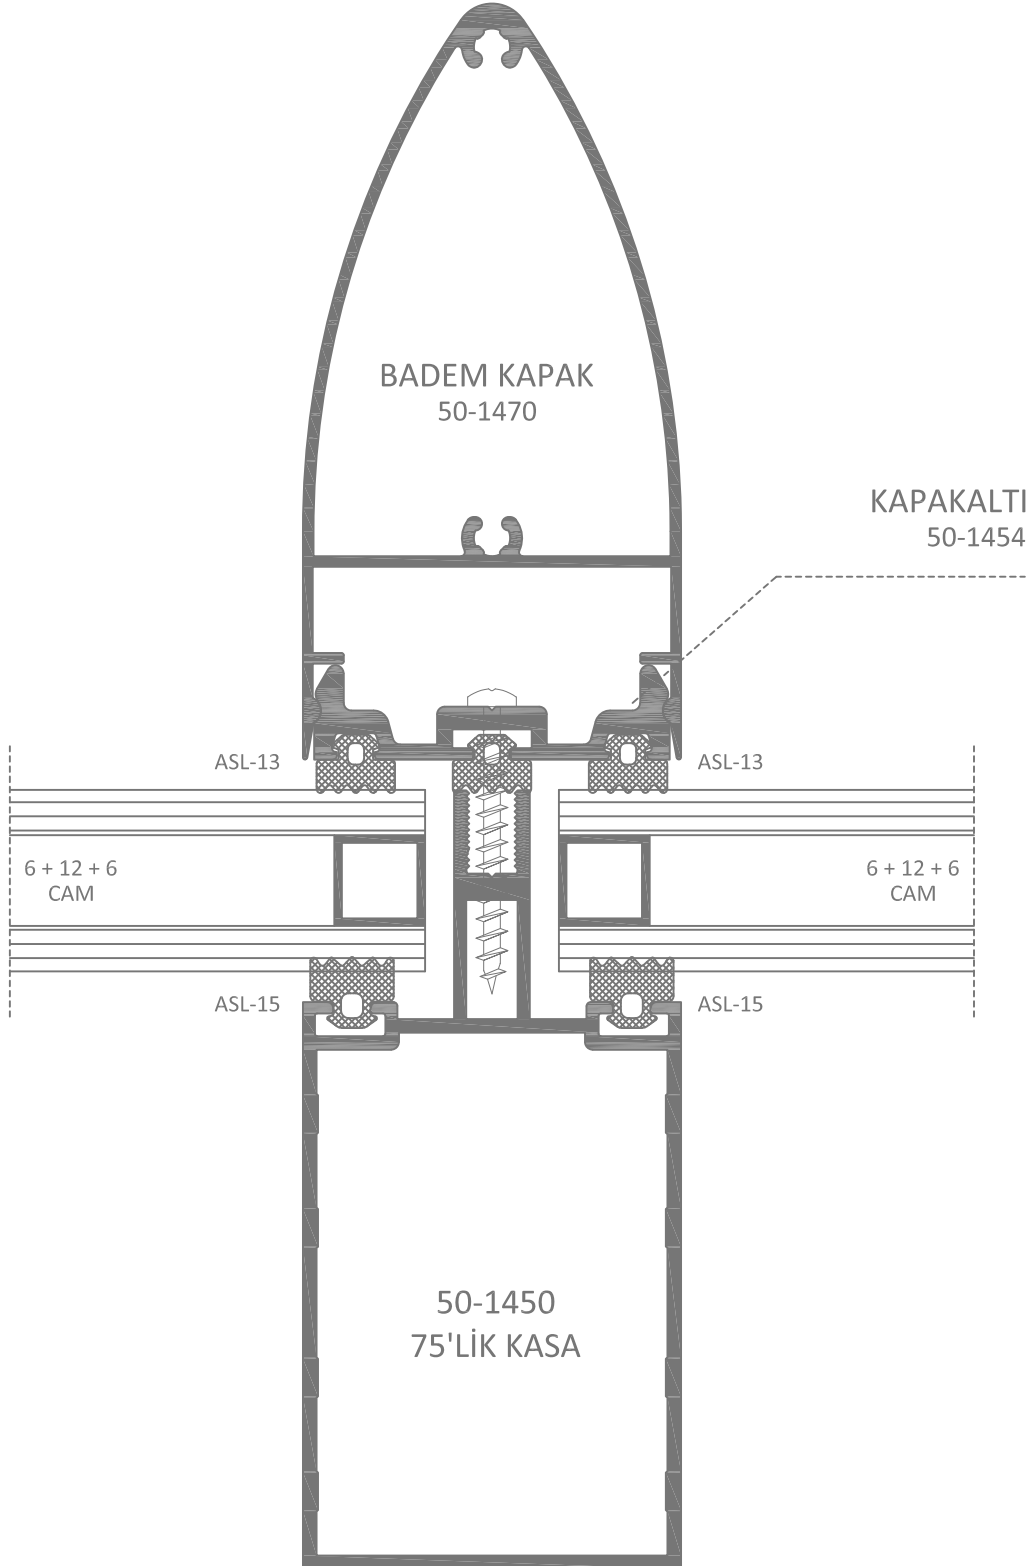 BADEM KAPAK
50-1470
KAPAKALTI
50-1454
ASL-13
ASL-13
6 + 12 + 6
CAM
6 + 12 + 6
CAM
ASL-15
ASL-15
50-1450
75'LİK KASA